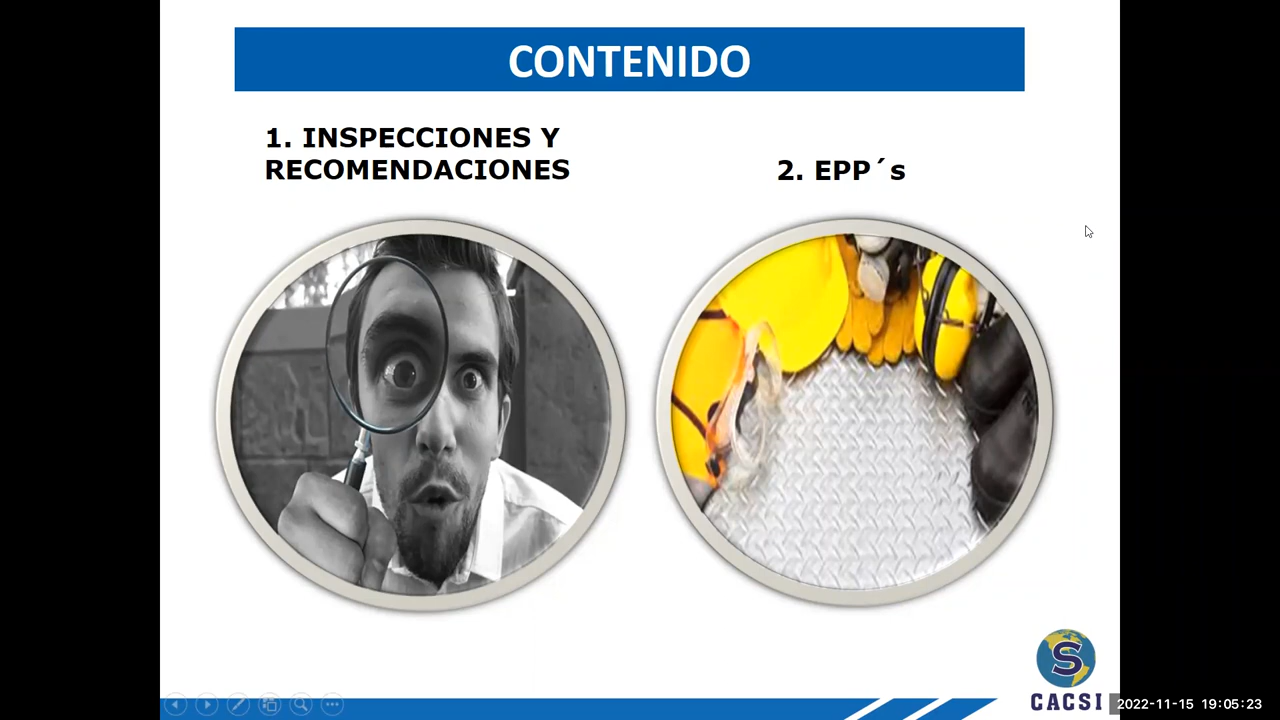 CONTENIDO
1. INSPECCIONES Y
RECOMENDACIONES
2. EPP´s
S
CACSI
2022-11-15 19:05:23